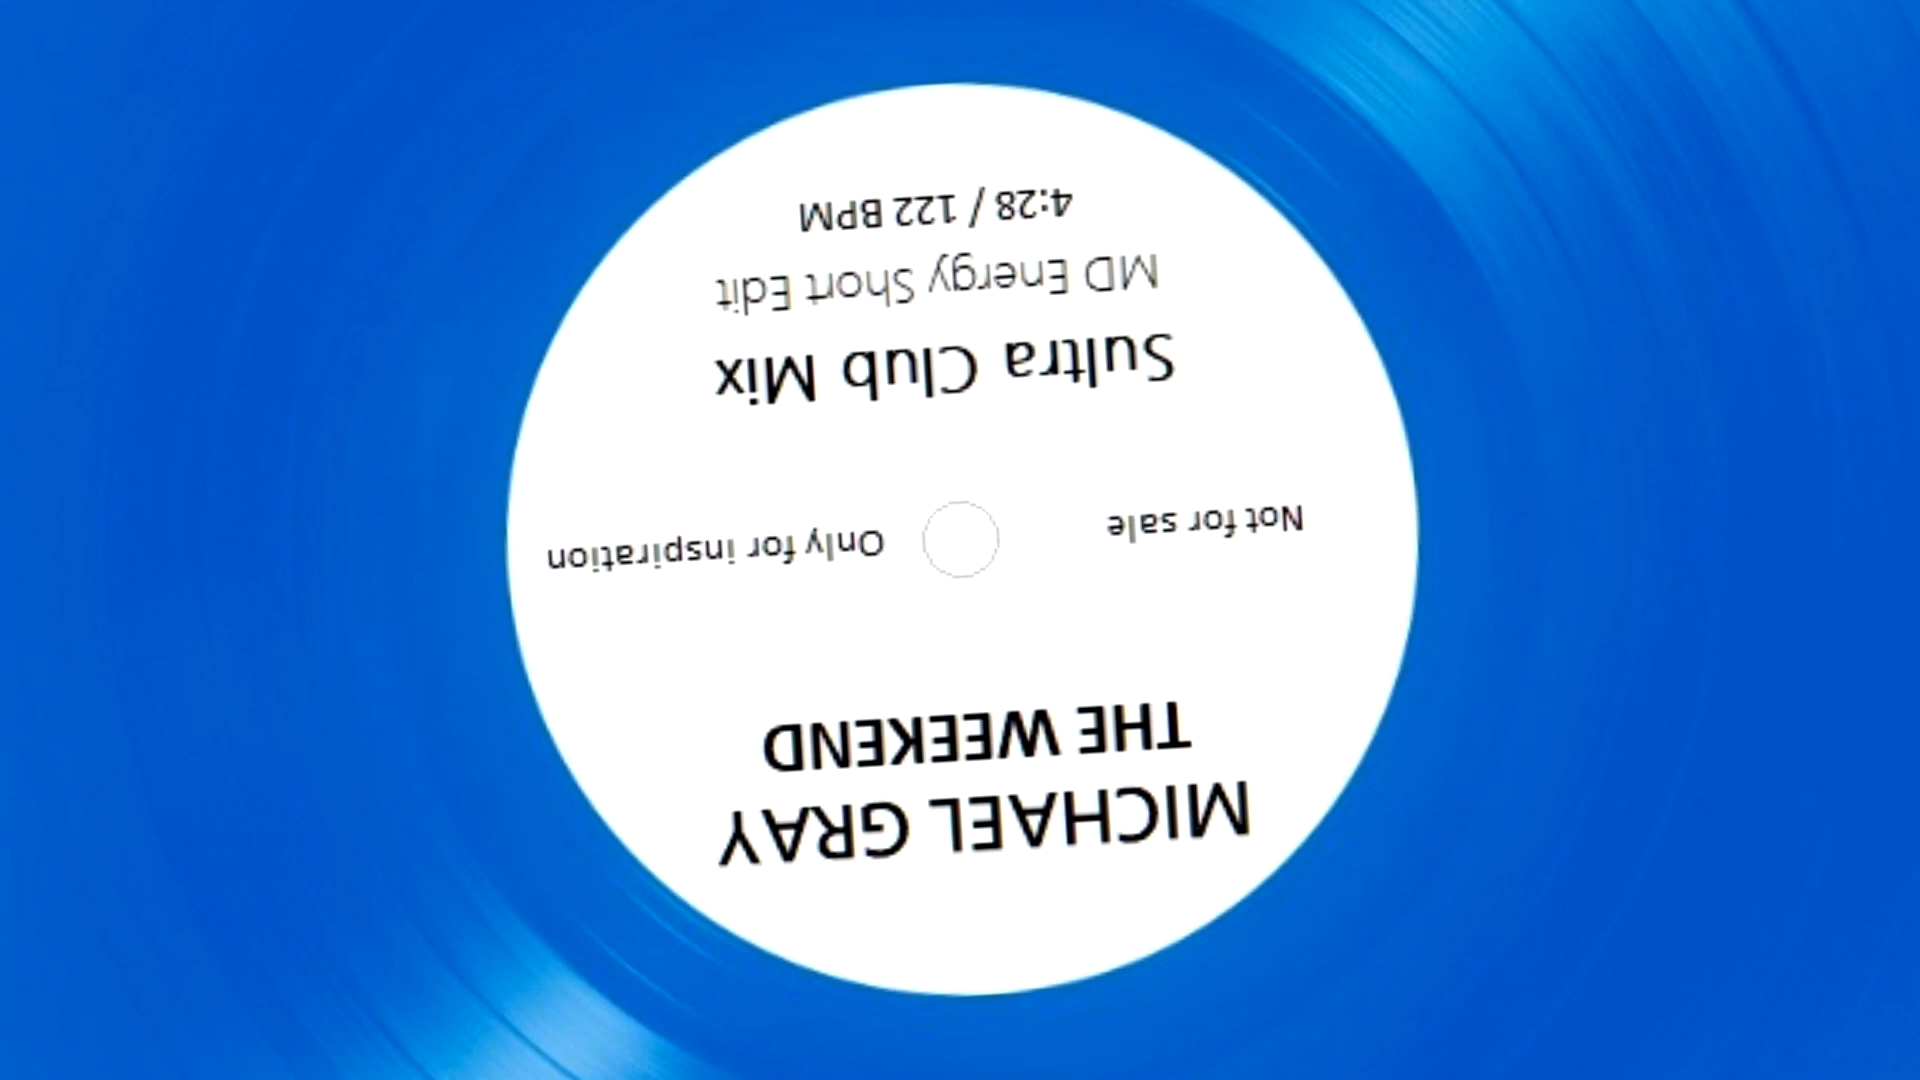 MICHAEL GRAY
THE WEEKEND
Not for sale
Only for inspiration
Sultra Club Mix
MD Energy Short Edit
4:28 / 122 BPM